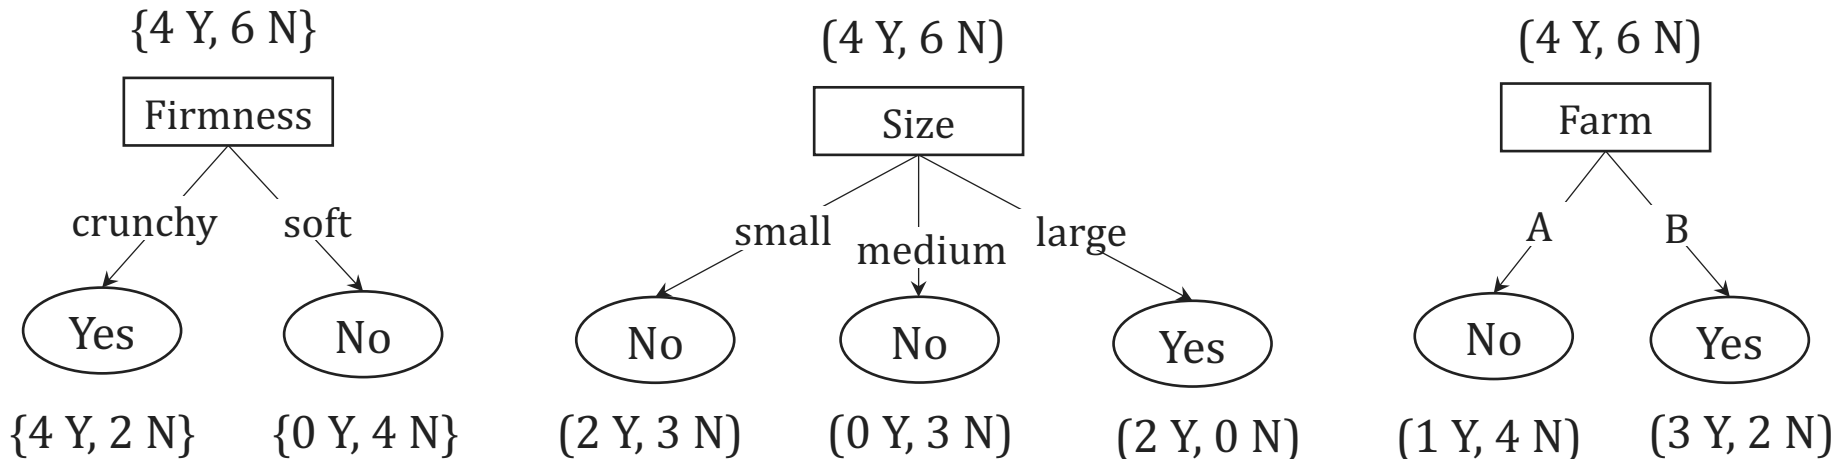 {4 Y, 6 N}
Firmness
crunchy
soft
Yes
No
{4 Y, 2 N}
{0 Y, 4 N}
(4 Y, 6 N)
Size
small
medium
large
No
No
Yes
(2 Y, 3 N)
(0 Y, 3 N)
(2 Y, 0 N)
(4 Y, 6 N)
Farm
A
B
No
Yes
(1 Y, 4 N)
(3 Y, 2 N)